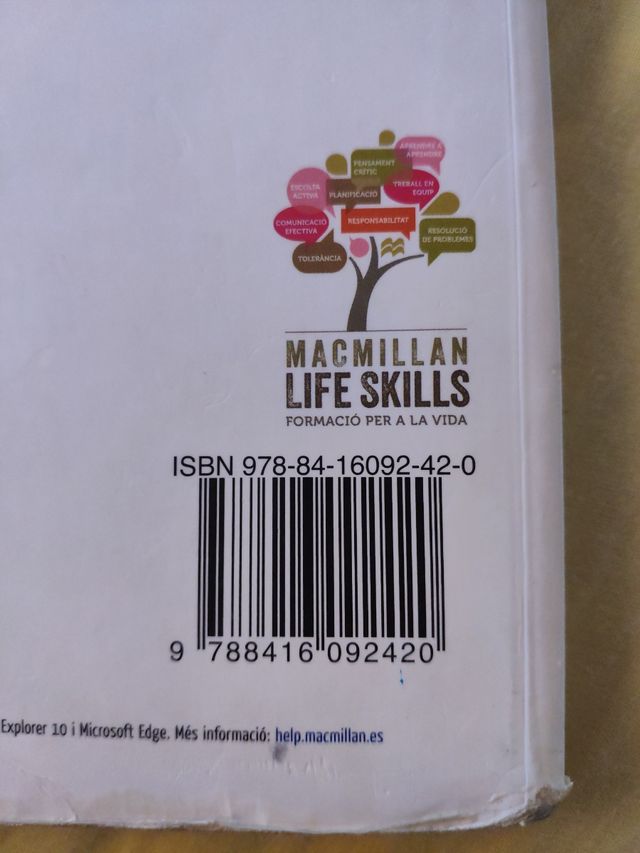 APRENDRE A
APRENDRE
PENSAMENT
CRÍTIC
ESCOLTA
ACTIVA
PLANIFICACIÓ
TREBALL EN
EQUIP
COMUNICACIÓ
EFECTIVA
RESPONSABILITAT
RESOLUCIÓ
DE PROBLEMES
TOLERÀNCIA
MACMILLAN
LIFE SKILLS
FORMACIÓ PER A LA VIDA
ISBN 978-84-16092-42-0
9 788416 092420
Explorer 10 i Microsoft Edge. Més informació: help.macmillan.es